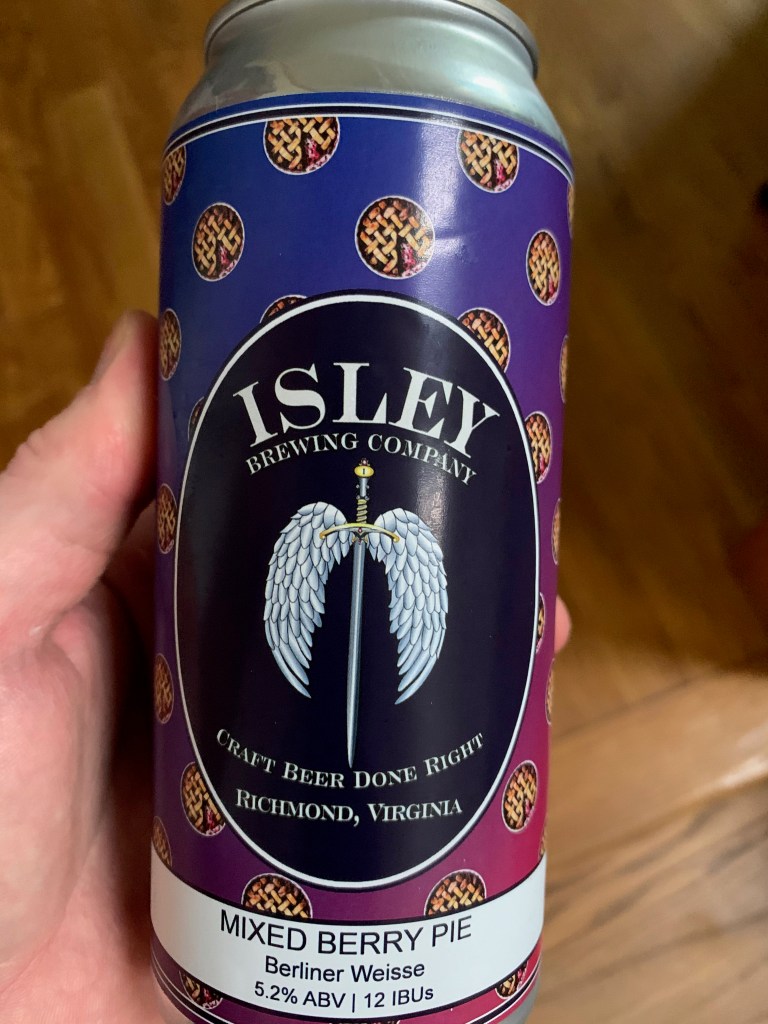 ISLEY
BREWING COMPANY
CRAFT BEER DONE RIGHT
RICHMOND, VIRGINIA
MIXED BERRY PIE
Berliner Weisse
5.2% ABV | 12 IBUs